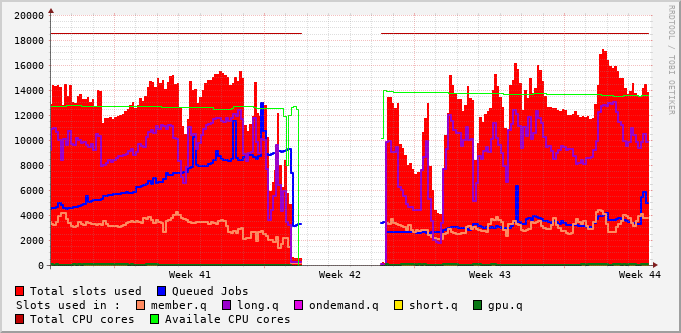 RRDTOOL / TOBI OETIKER
20000
18000
16000
14000
12000
10000
8000
6000
4000
2000
0
Week 41 Week 42 Week 43 Week 44
Total slots used Queued Jobs
Slots used in : member.q long.q ondemand.q short.q gpu.q
Total CPU cores Availale CPU cores